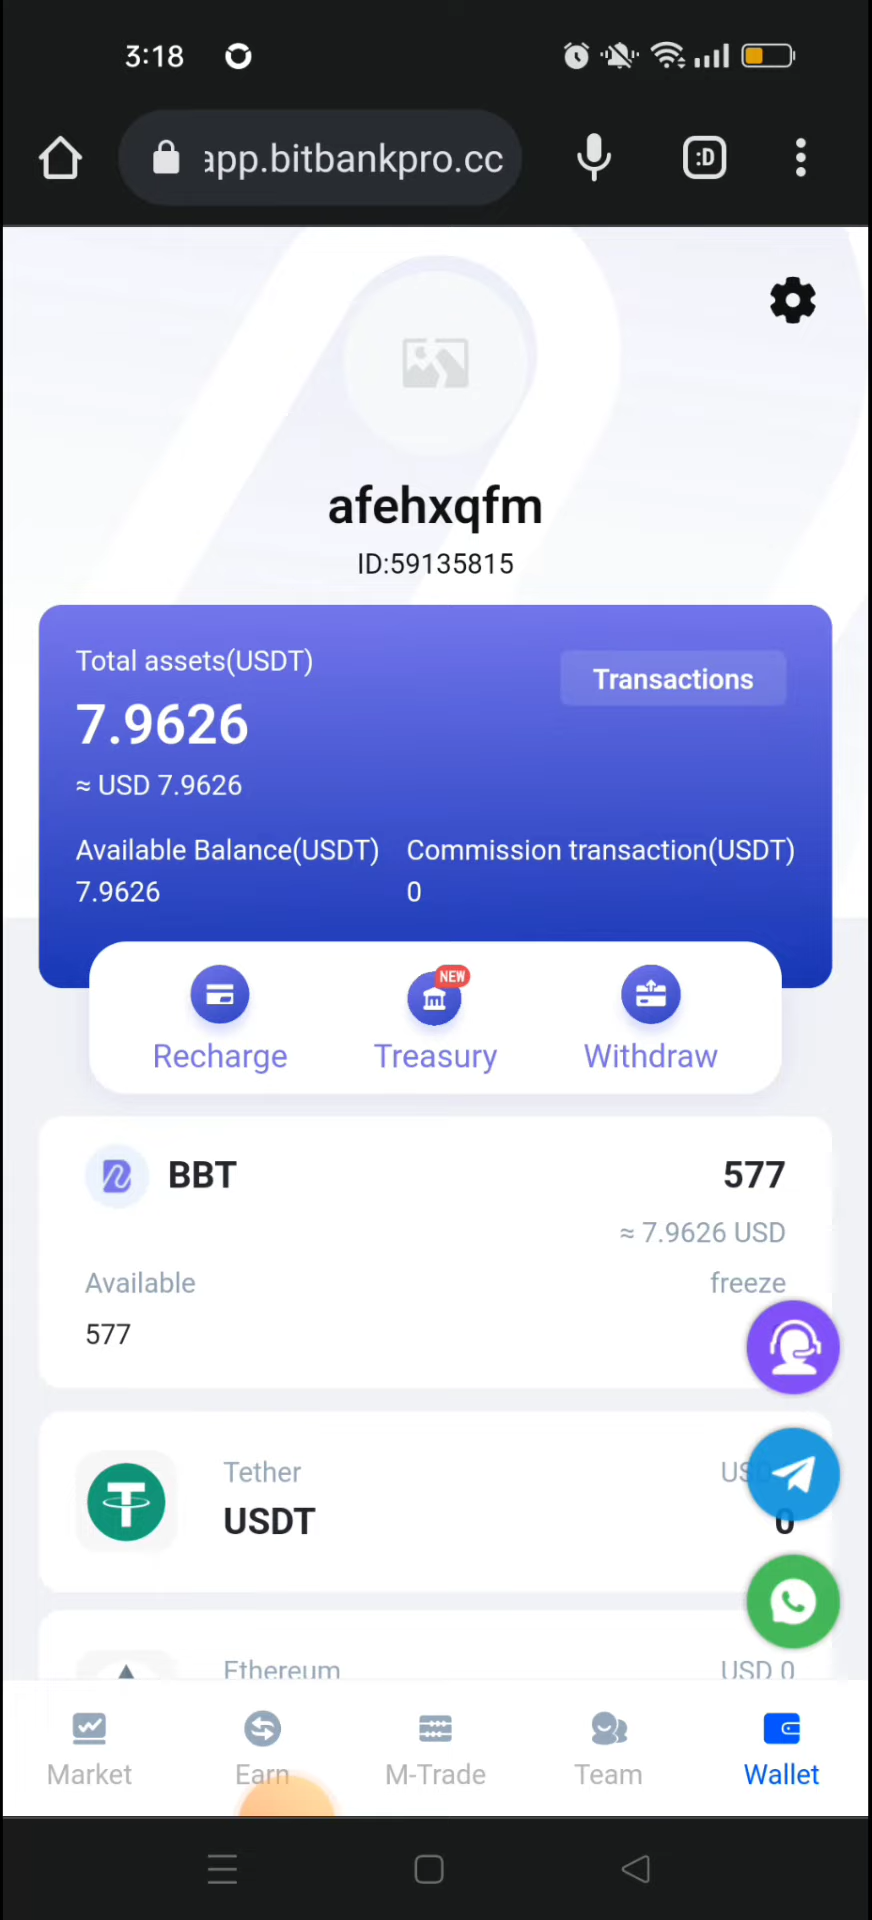 3:18
app.bitbankpro.cc
:D
afehxqfm
ID:59135815
Total assets(USDT)
Transactions
7.9626
≈ USD 7.9626
Available Balance(USDT) Commission transaction(USDT)
7.9626 0
NEW
Recharge Treasury Withdraw
BBT 577
≈ 7.9626 USD
Available freeze
577
Tether
USDT 0
Ethereum USD 0
Market Earn M-Trade Team Wallet